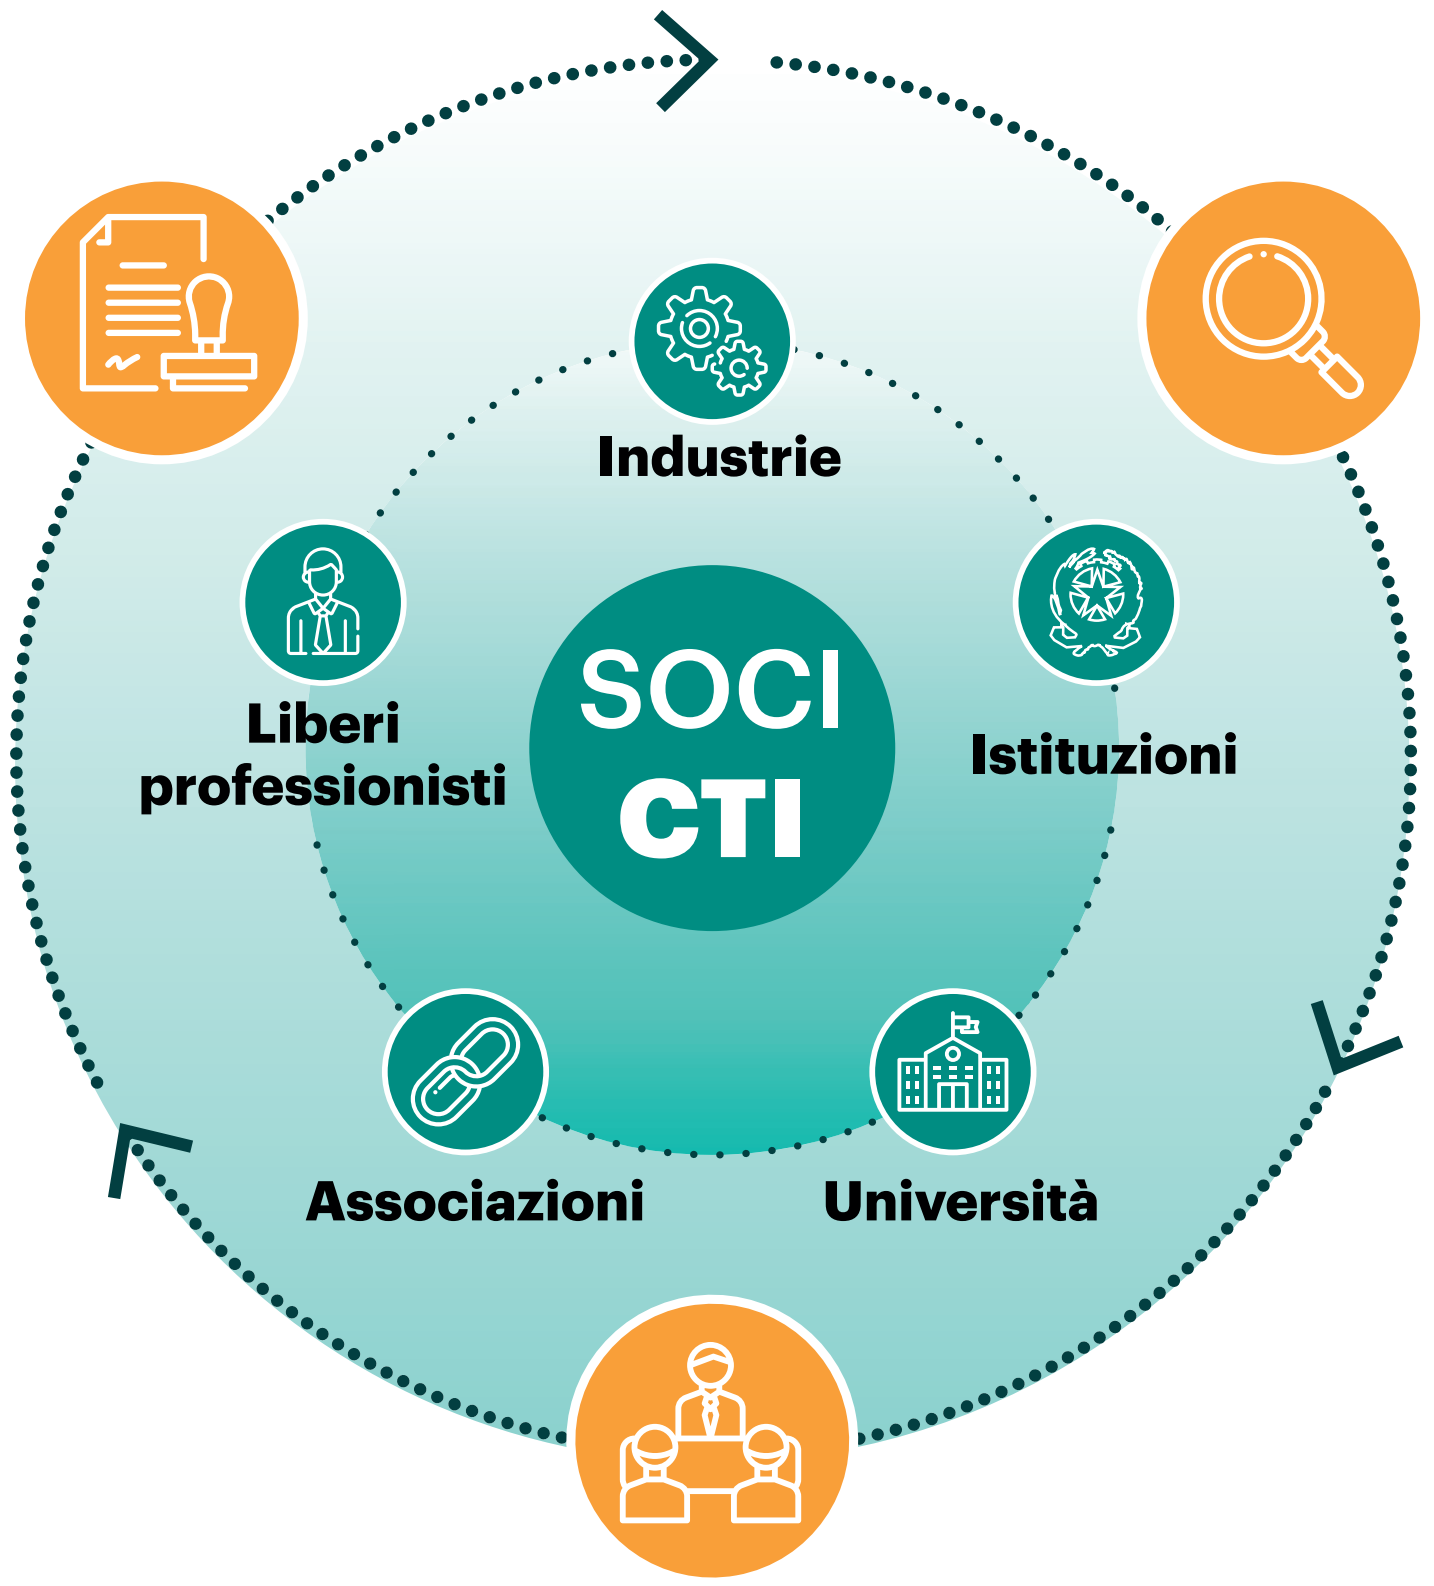 Industrie
Liberi
professionisti
SOCI
CTI
Istituzioni
Associazioni
Università